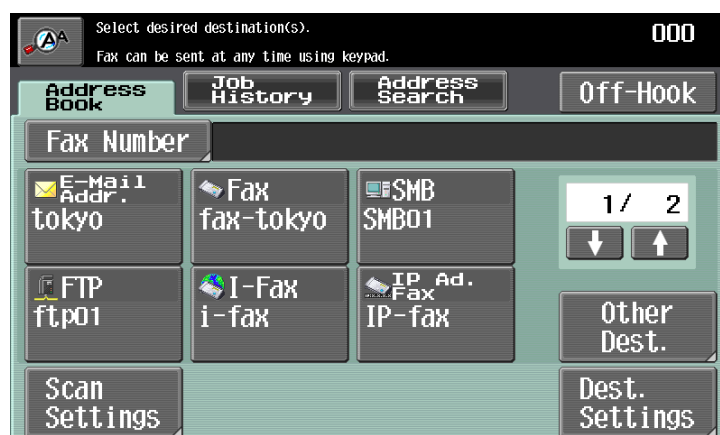 Select desired destination(s).
Fax can be sent at any time using keypad.
000
Address
Book
Job
History
Address
Search
Off-Hook
Fax Number
E-Mail
Addr.
tokyo
Fax
fax-tokyo
SMB
SMB01
1/ 2
FTP
ftp01
I-Fax
i-fax
IP Ad.
Fax
IP-fax
Other
Dest.
Scan
Settings
Dest.
Settings